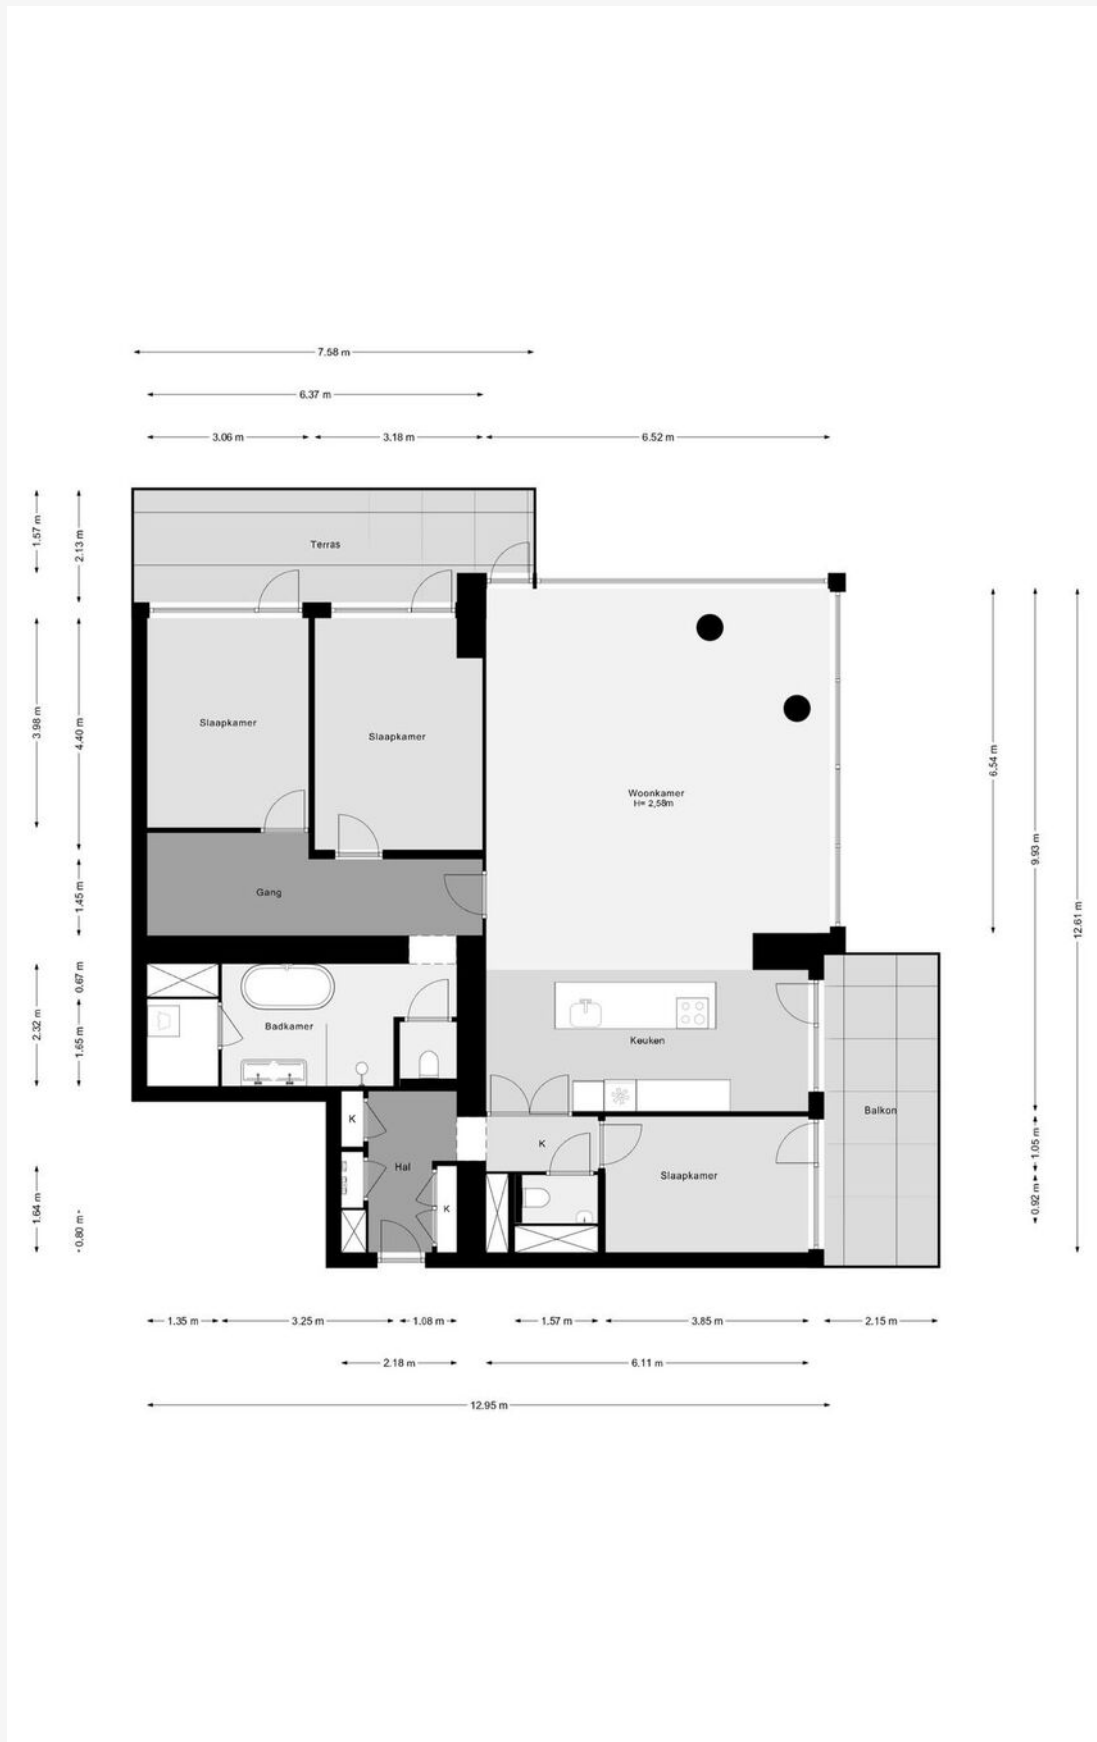 7.58 m
6.37 m
3.06 m
3.18 m
6.52 m
1.57 m
2.13 m
Terras
Slaapkamer
Slaapkamer
3.98 m
4.40 m
6.54 m
Woonkamer
H= 2,58m
9.93 m
12.61 m
Gang
1.45 m
0.67 m
2.32 m
1.65 m
Badkamer
Keuken
Balkon
K
K
1.05 m
Hal
Slaapkamer
1.64 m
0.80 m
K
0.92 m
1.35 m
3.25 m
1.08 m
1.57 m
3.85 m
2.15 m
2.18 m
6.11 m
12.95 m